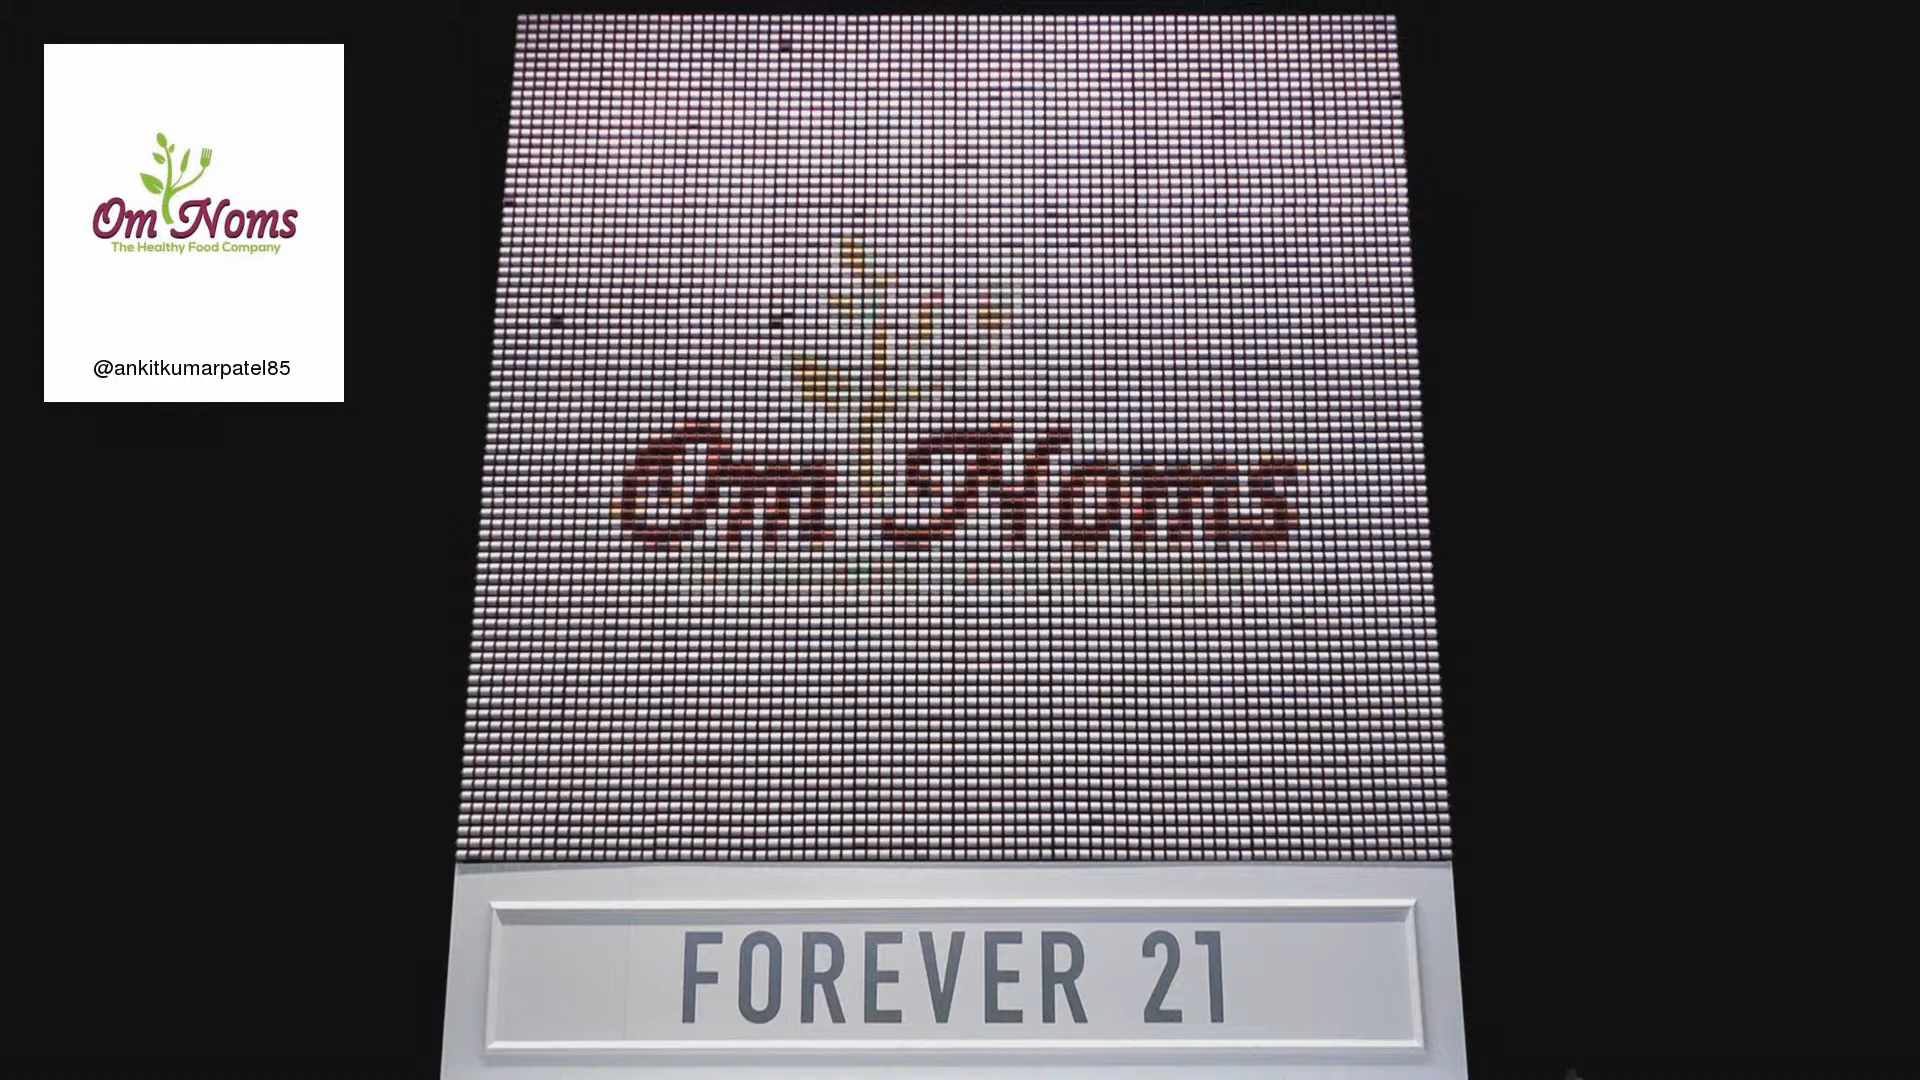 Om Noms
The Healthy Food Company
@ankitkumarpatel85
Om Noms
FOREVER 21